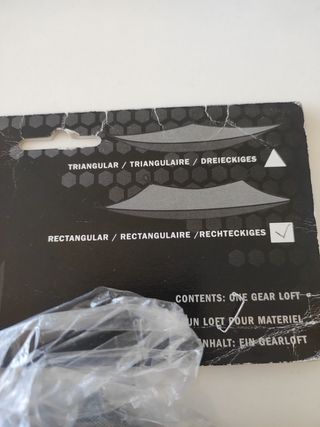 TRIANGULAR / TRIANGULAIRE / DREIECKIGES
RECTANGULAR / RECTANGULAIRE /RECHTECKIGES
CONTENTS: ONE GEAR LOFT
UN LOFT POUR MATERIEL
INHALT: EIN GEARLOFT